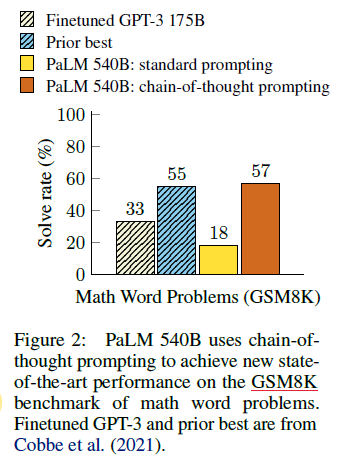 Finetuned GPT-3 175B
Prior best
PaLM 540B: standard prompting
PaLM 540B: chain-of-thought prompting
100
80
60
40
20
0
Solve rate (%)
33
55
18
57
Math Word Problems (GSM8K)
Figure 2: PaLM 540B uses chain-of-
thought prompting to achieve new state-
of-the-art performance on the GSM8K
benchmark of math word problems.
Finetuned GPT-3 and prior best are from
Cobbe et al. (2021).